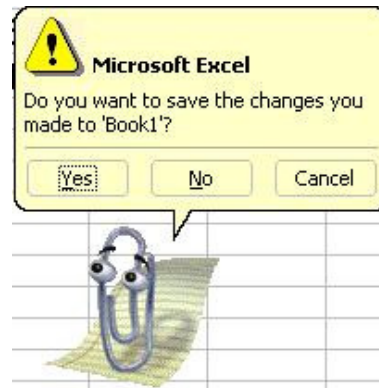 Microsoft Excel
Do you want to save the changes you
made to 'Book1'?
Yes No Cancel